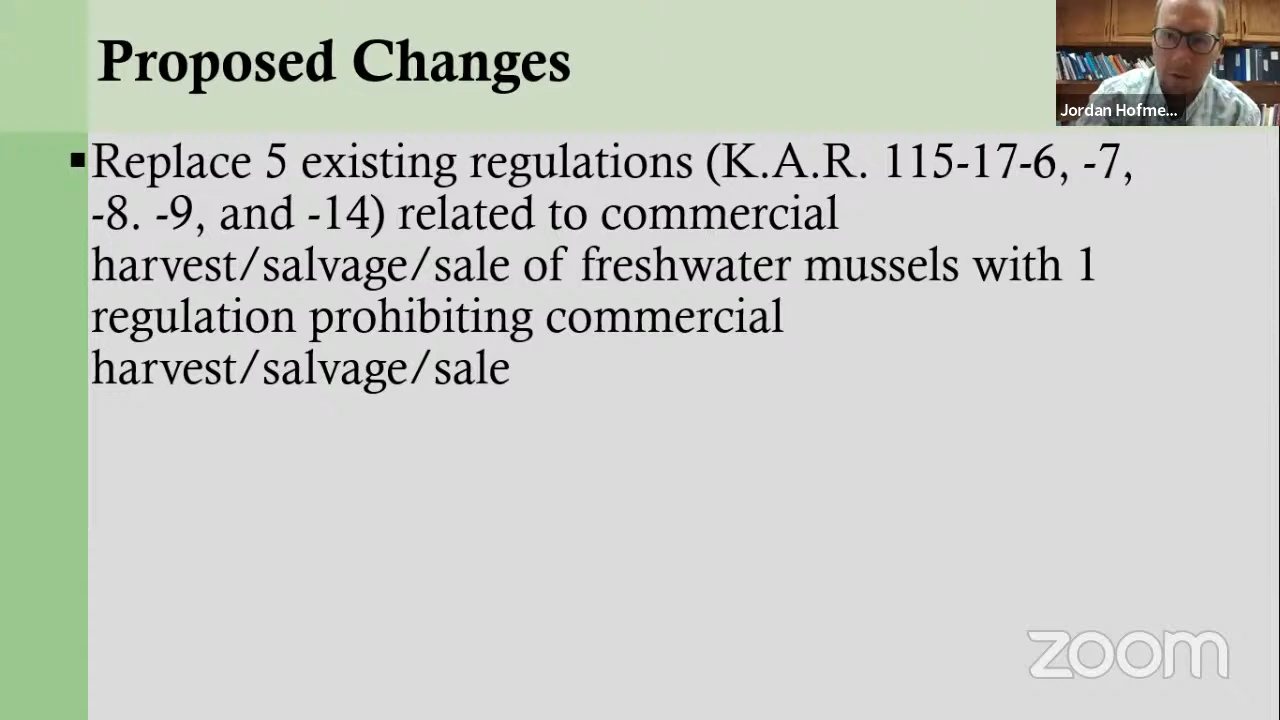 Proposed Changes
Jordan Hofme...
▪Replace 5 existing regulations (K.A.R. 115-17-6, -7,
-8. -9, and -14) related to commercial
harvest/salvage/sale of freshwater mussels with 1
regulation prohibiting commercial
harvest/salvage/sale
zoom